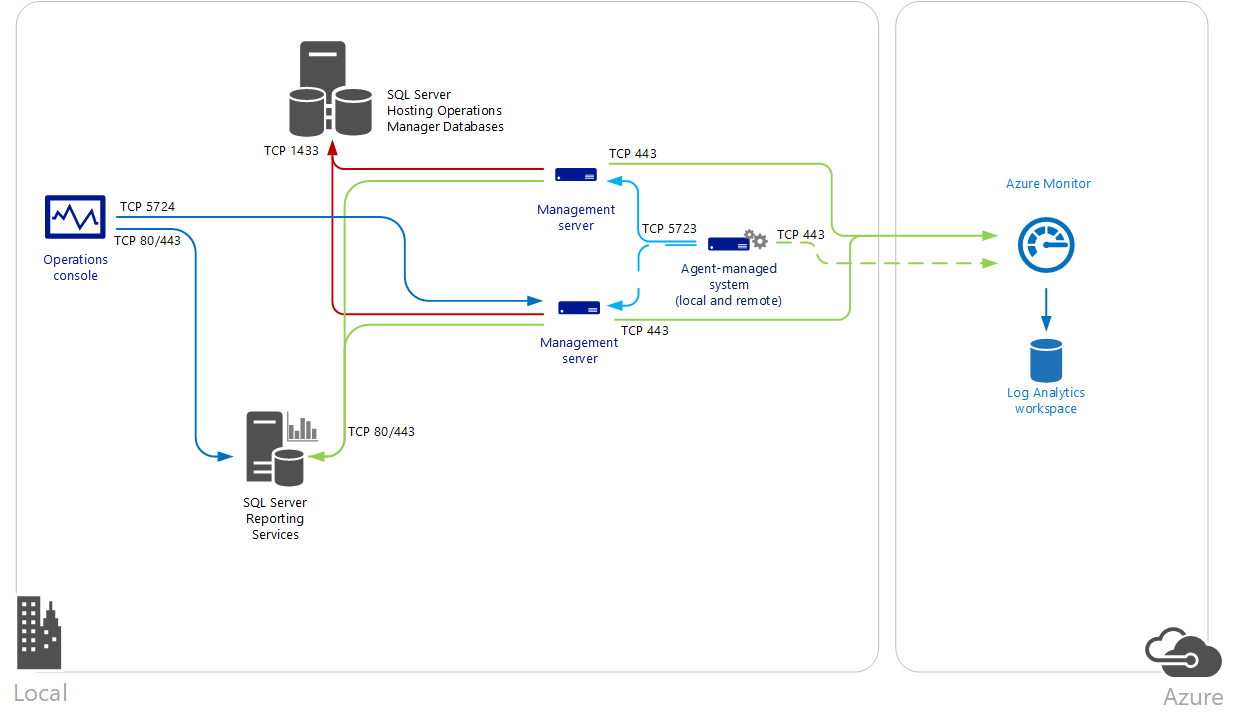 SQL Server
Hosting Operations
Manager Databases
TCP 1433
TCP 443
Azure Monitor
TCP 5724
Management
server
TCP 80/443
TCP 5723
TCP 443
Operations
console
Agent-managed
system
(local and remote)
TCP 443
Management
server
Log Analytics
workspace
TCP 80/443
SQL Server
Reporting
Services
Local
Azure